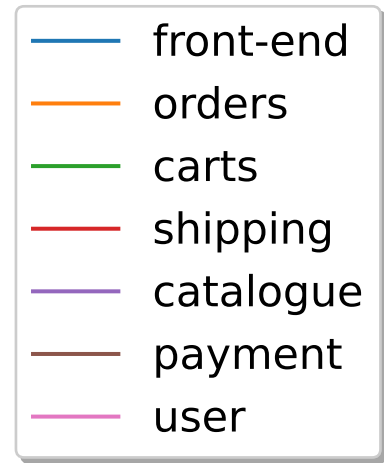 front-end
orders
carts
shipping
catalogue
payment
user